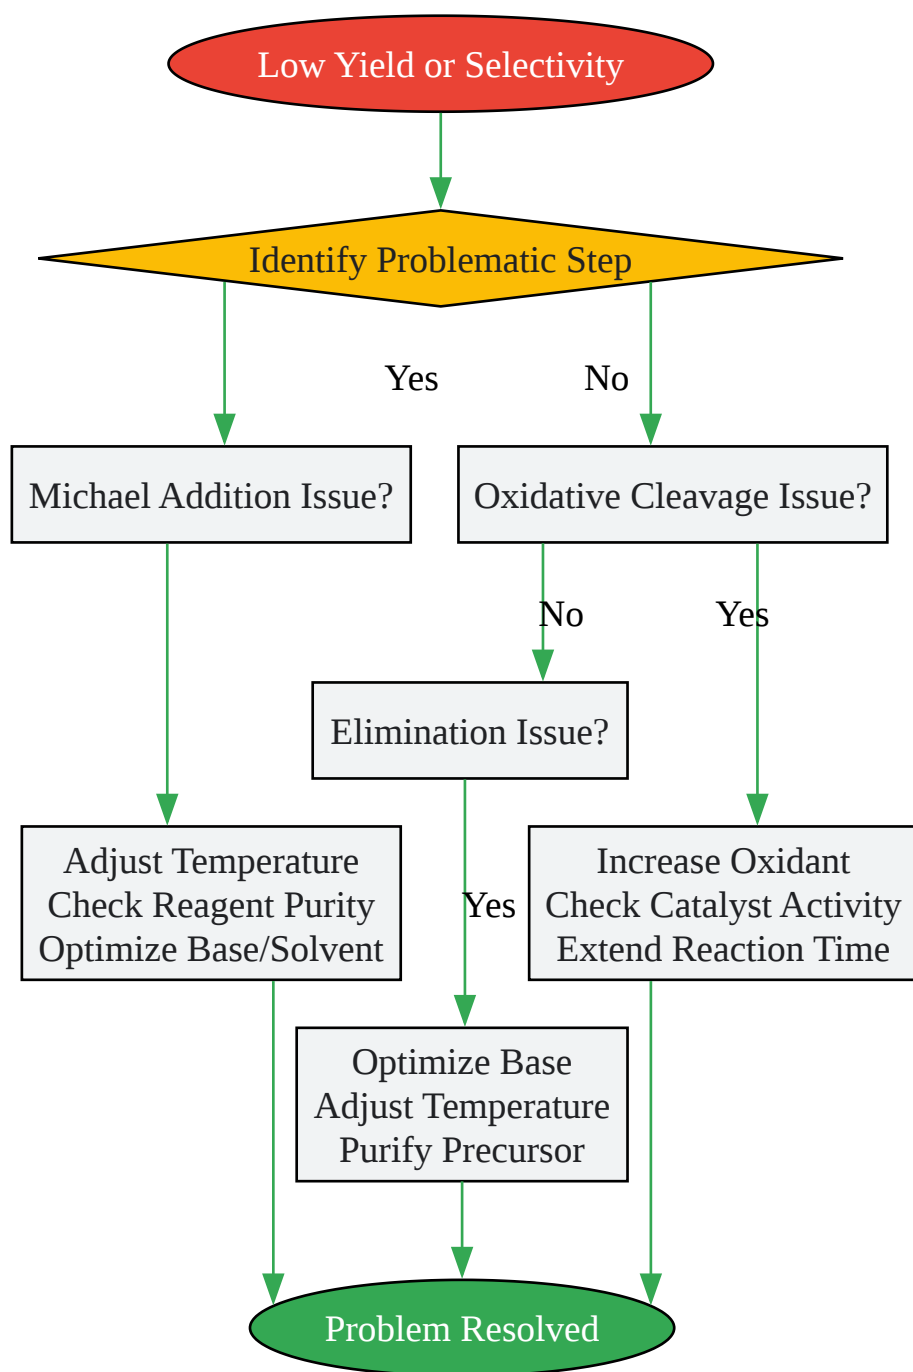 Low Yield or Selectivity
Identify Problematic Step
Yes
No
Michael Addition Issue?
Oxidative Cleavage Issue?
No
Yes
Elimination Issue?
Adjust Temperature
Check Reagent Purity
Optimize Base/Solvent
Yes
Increase Oxidant
Check Catalyst Activity
Extend Reaction Time
Optimize Base
Adjust Temperature
Purify Precursor
Problem Resolved